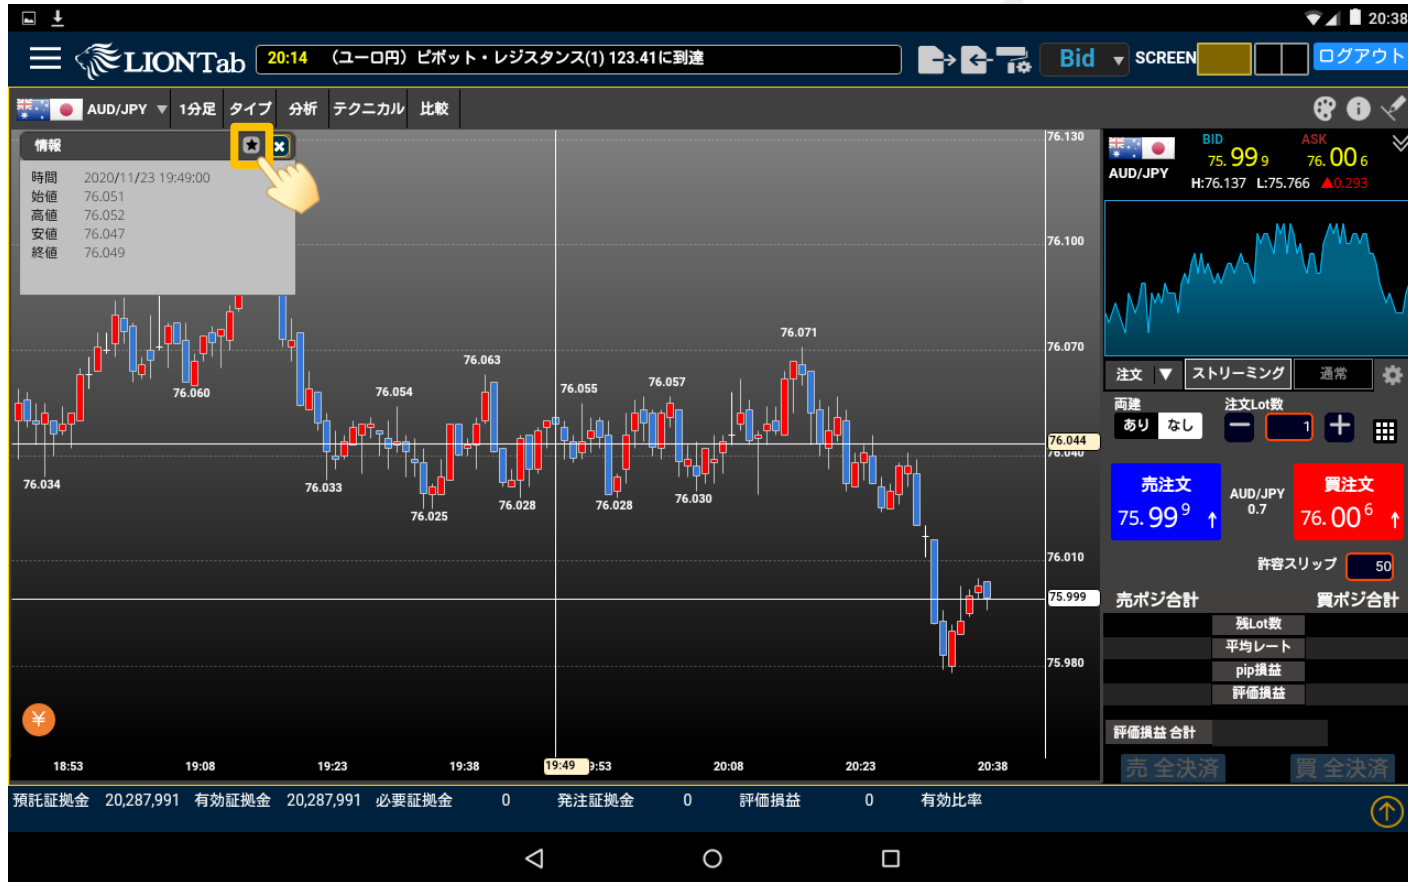 20:38
LIONTab
20:14 （ユーロ円）ピボット・レジスタンス(1) 123.41に到達
Bid ▼ SCREEN
ログアウト
AUD/JPY ▼ 1分足 タイプ 分析 テクニカル 比較
情報
時間 2020/11/23 19:49:00
始値 76.051
高値 76.052
安値 76.047
終値 76.049
76.130
76.100
76.070
76.044
76.040
76.010
75.999
75.980
76.071
76.063
76.060
76.054
76.055
76.057
76.034
76.033
76.025
76.028
76.028
76.030
18:53 19:08 19:23 19:38 19:49 9:53 20:08 20:23 20:38
¥
AUD/JPY
BID
75. 99 9
ASK
76. 00 6
H:76.137 L:75.766 ▲0.293
注文 ▼ ストリーミング 通常
両建 注文Lot数
あり なし 1
売注文
75. 99 9 ↑
AUD/JPY
0.7
買注文
76. 00 6 ↑
許容スリップ 50
売ポジ合計 買ポジ合計
残Lot数
平均レート
pip損益
評価損益
評価損益 合計
売 全決済 買 全決済
預託証拠金 20,287,991 有効証拠金 20,287,991 必要証拠金 0 発注証拠金 0 評価損益 0 有効比率